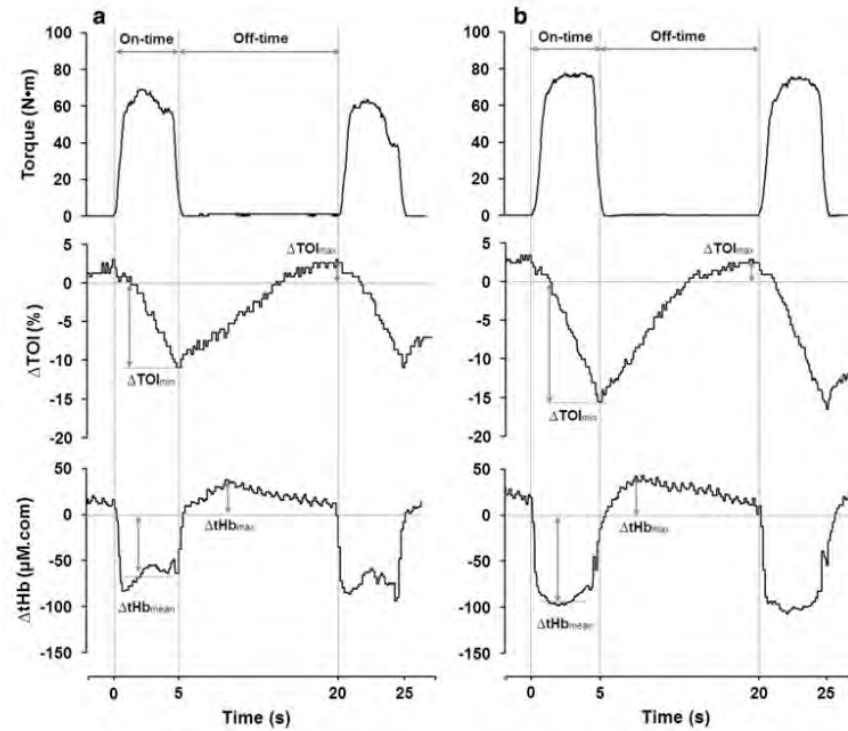 a
b
On-time
Off-time
On-time
Off-time
100
80
60
40
20
0
Torque (N•m)
100
80
60
40
20
0
5
0
-5
-10
-15
-20
ΔTOI (%)
ΔTOImax
ΔTOImin
5
0
-5
-10
-15
-20
ΔTOImax
ΔTOImin
50
0
-50
-100
-150
ΔtHb (μM.com)
ΔtHbmax
ΔtHbmean
50
0
-50
-100
-150
ΔtHbmax
ΔtHbmean
0 5 20 25
Time (s)
0 5 20 25
Time (s)